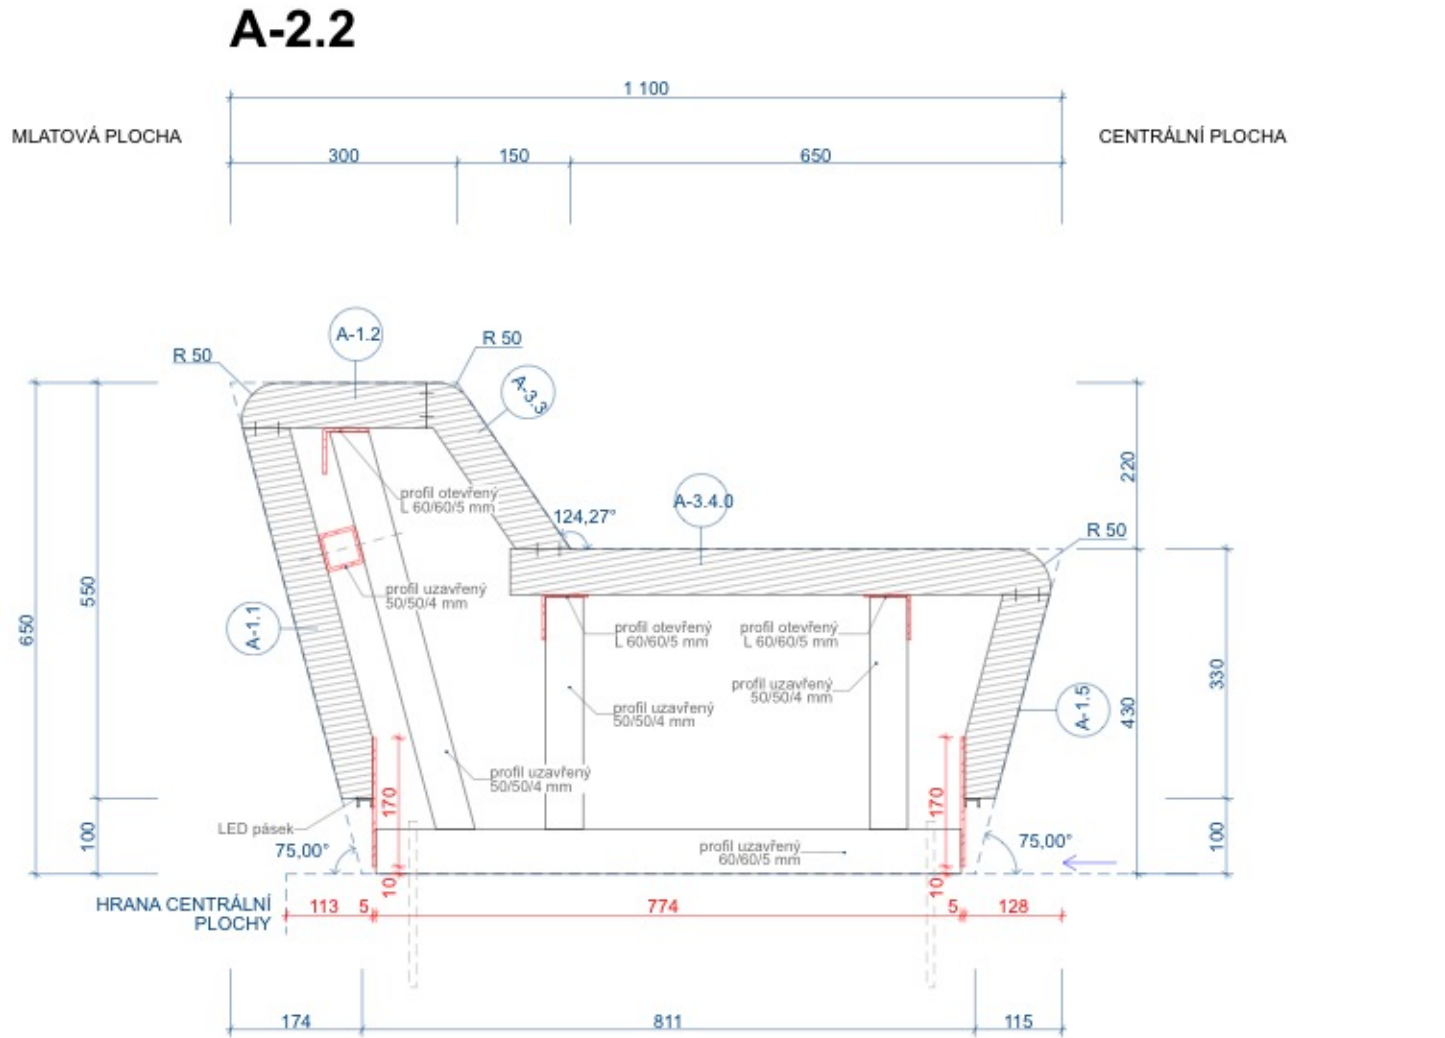 A-2.2
1 100
MLATOVÁ PLOCHA
CENTRÁLNÍ PLOCHA
300
150
650
A-1.2
R 50
R 50
A-3.3
220
profil otevřený
L 60/60/5 mm
A-3.4.0
124,27°
R 50
550
650
profil uzavřený
50/50/4 mm
A-1.1
profil otevřený
L 60/60/5 mm
profil otevřený
L 60/60/5 mm
330
profil uzavřený
50/50/4 mm
profil uzavřený
50/50/4 mm
A-1.5
430
profil uzavřený
50/50/4 mm
170
170
LED pásek
100
100
75,00°
75,00°
profil uzavřený
60/60/5 mm
10
10
HRANA CENTRÁLNÍ
PLOCHY
113
5
774
5
128
174
811
115